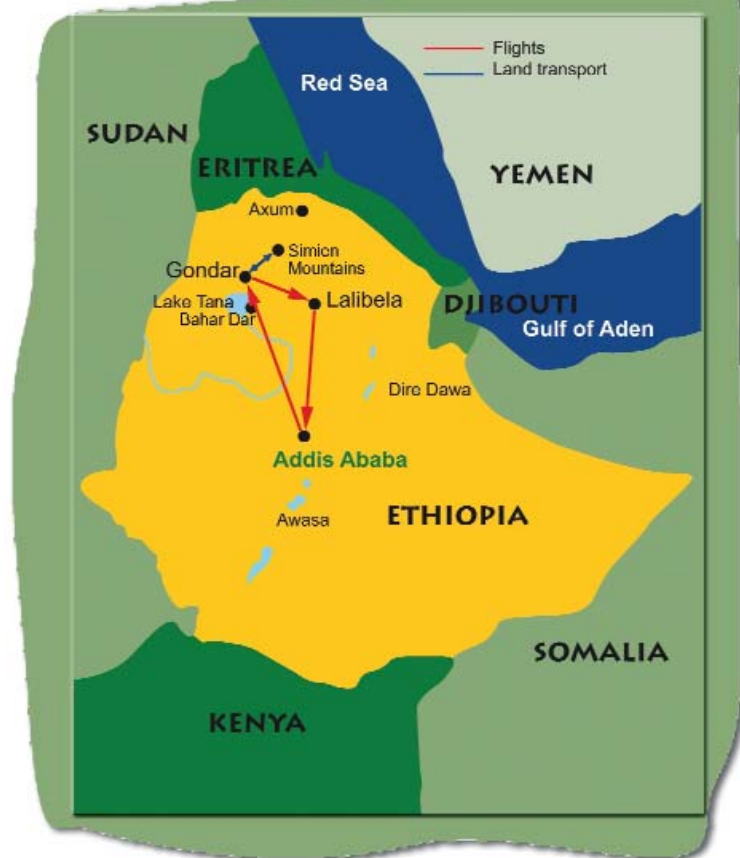 Flights
Land transport
Red Sea
SUDAN
ERITREA
YEMEN
Axum
Simien
Mountains
Gondar
Lake Tana
Lalibela
DJIBOUTI
Bahar Dar
Gulf of Aden
Dire Dawa
Addis Ababa
Awasa
ETHIOPIA
SOMALIA
KENYA